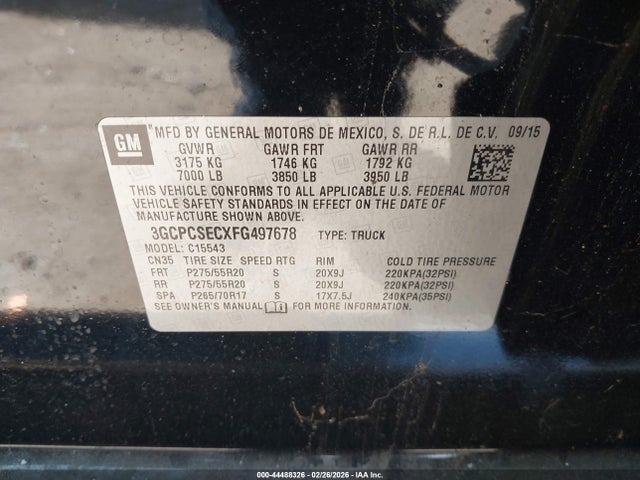 GM MFD BY GENERAL MOTORS DE MEXICO, S. DE R.L. DE C.V. 09/15
GVWR GAWR FRT GAWR RR
3175 KG 1746 KG 1792 KG
7000 LB 3850 LB 3950 LB
THIS VEHICLE CONFORMS TO ALL APPLICABLE U.S. FEDERAL MOTOR
VEHICLE SAFETY STANDARDS IN EFFECT ON THE DATE OF
MANUFACTURE SHOWN ABOVE.
3GCPCSECXFG497678 TYPE: TRUCK
MODEL: C15543
CN35 TIRE SIZE SPEED RTG RIM COLD TIRE PRESSURE
FRT P275/55R20 S 20X9J 220KPA(32PSI)
RR P275/55R20 S 20X9J 220KPA(32PSI)
SPA P265/70R17 S 17X7.5J 240KPA(35PSI)
SEE OWNER'S MANUAL FOR MORE INFORMATION.
000-44488326 - 02/26/2026 - IAA Inc.